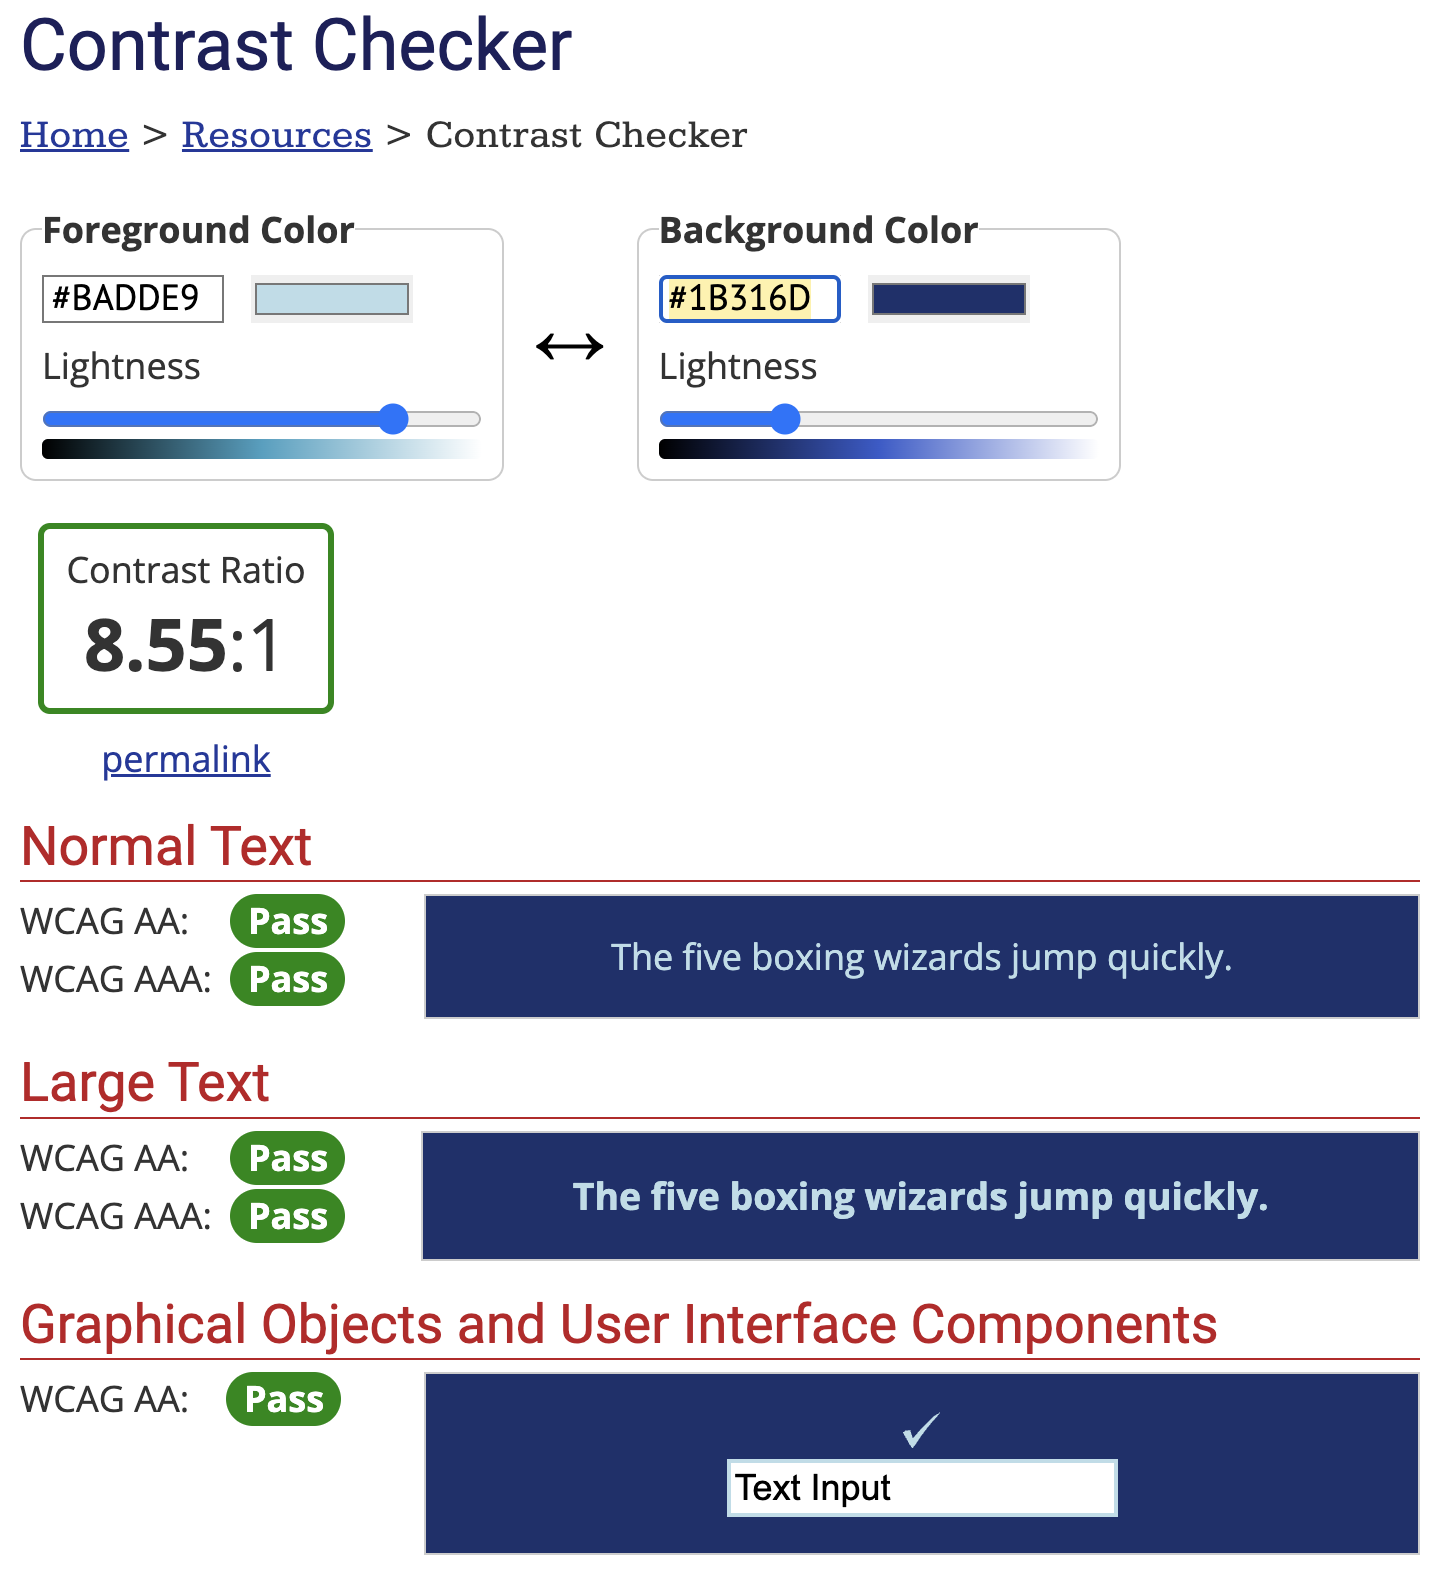 Contrast Checker
Home > Resources > Contrast Checker
Foreground Color
#BADDE9
Lightness
Background Color
#1B316D
Lightness
Contrast Ratio
8.55:1
permalink
Normal Text
WCAG AA: Pass
WCAG AAA: Pass
The five boxing wizards jump quickly.
Large Text
WCAG AA: Pass
WCAG AAA: Pass
The five boxing wizards jump quickly.
Graphical Objects and User Interface Components
WCAG AA: Pass
Text Input